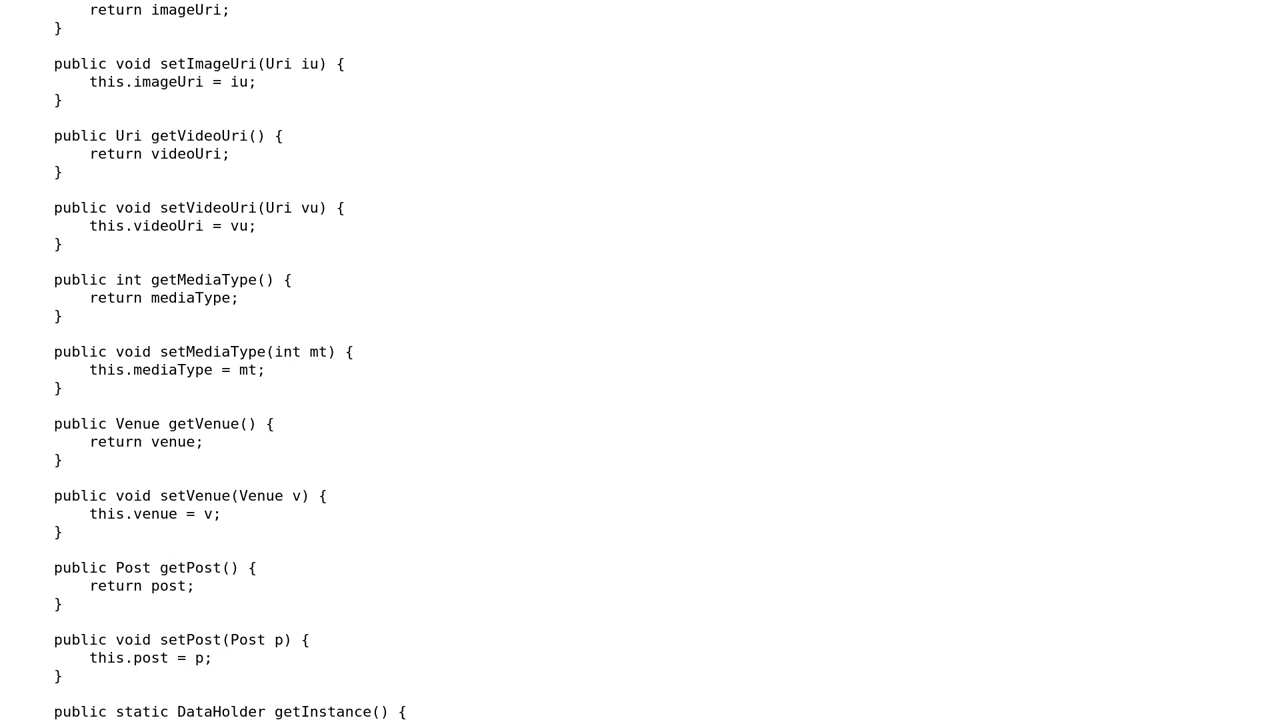 return imageUri;
    }

    public void setImageUri(Uri iu) {
        this.imageUri = iu;
    }

    public Uri getVideoUri() {
        return videoUri;
    }

    public void setVideoUri(Uri vu) {
        this.videoUri = vu;
    }

    public int getMediaType() {
        return mediaType;
    }

    public void setMediaType(int mt) {
        this.mediaType = mt;
    }

    public Venue getVenue() {
        return venue;
    }

    public void setVenue(Venue v) {
        this.venue = v;
    }

    public Post getPost() {
        return post;
    }

    public void setPost(Post p) {
        this.post = p;
    }

    public static DataHolder getInstance() {